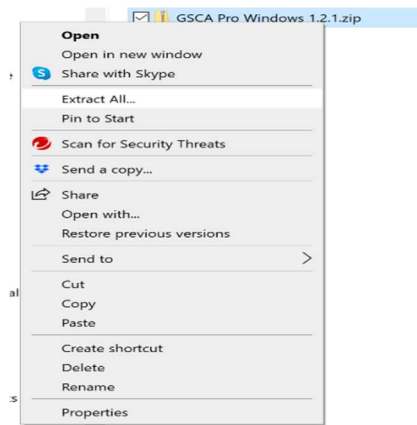 GSCA Pro Windows 1.2.1.zip
Open
Open in new window
Share with Skype
Extract All...
Pin to Start
Scan for Security Threats
Send a copy...
Share
Open with...
Restore previous versions
Send to
al
Cut
Copy
Paste
Create shortcut
Delete
Rename
ts
Properties